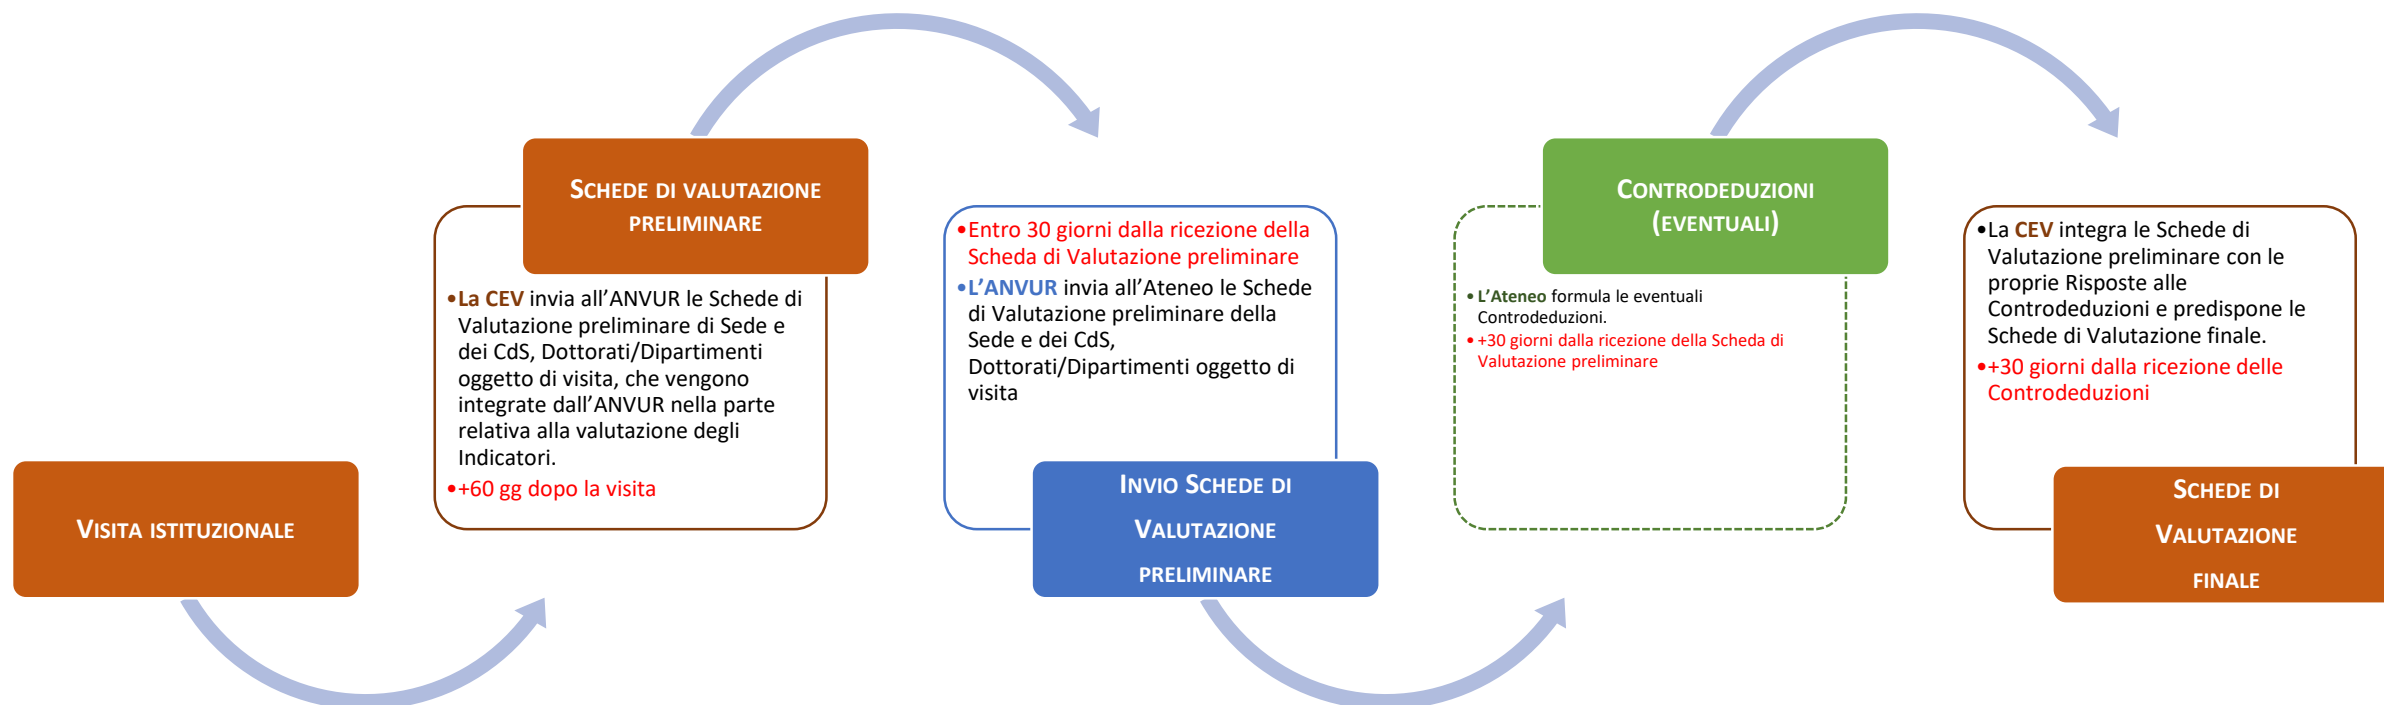 VISITA ISTITUZIONALE
SCHEDE DI VALUTAZIONE
PRELIMINARE
•La CEV invia all’ANVUR le Schede di
Valutazione preliminare di Sede e
dei CdS, Dottorati/Dipartimenti
oggetto di visita, che vengono
integrate dall’ANVUR nella parte
relativa alla valutazione degli
Indicatori.
•+60 gg dopo la visita
•Entro 30 giorni dalla ricezione della
Scheda di Valutazione preliminare
•L’ANVUR invia all’Ateneo le Schede
di Valutazione preliminare della
Sede e dei CdS,
Dottorati/Dipartimenti oggetto di
visita
INVIO SCHEDE DI
VALUTAZIONE
PRELIMINARE
CONTRODEDUZIONI
(EVENTUALI)
• L’Ateneo formula le eventuali
Controdeduzioni.
• +30 giorni dalla ricezione della Scheda di
Valutazione preliminare
•La CEV integra le Schede di
Valutazione preliminare con le
proprie Risposte alle
Controdeduzioni e predispone le
Schede di Valutazione finale.
•+30 giorni dalla ricezione delle
Controdeduzioni
SCHEDE DI
VALUTAZIONE
FINALE